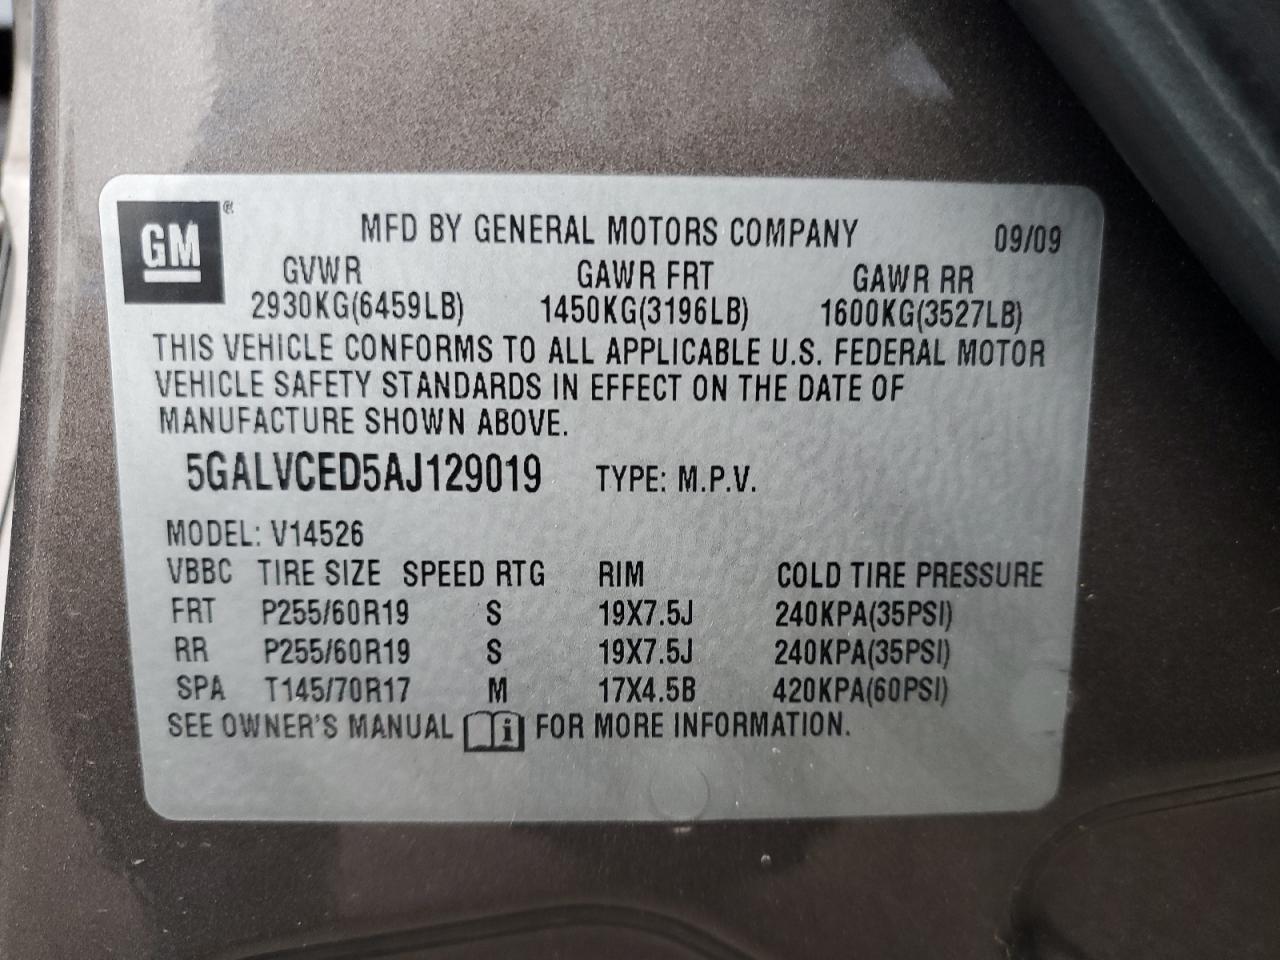 GM ®
MFD BY GENERAL MOTORS COMPANY 09/09
GVWR GAWR FRT GAWR RR
2930KG(6459LB) 1450KG(3196LB) 1600KG(3527LB)
THIS VEHICLE CONFORMS TO ALL APPLICABLE U.S. FEDERAL MOTOR
VEHICLE SAFETY STANDARDS IN EFFECT ON THE DATE OF
MANUFACTURE SHOWN ABOVE.
5GALVCED5AJ129019 TYPE: M.P.V.
MODEL: V14526
VBBC TIRE SIZE SPEED RTG RIM COLD TIRE PRESSURE
FRT P255/60R19 S 19X7.5J 240KPA(35PSI)
RR P255/60R19 S 19X7.5J 240KPA(35PSI)
SPA T145/70R17 M 17X4.5B 420KPA(60PSI)
SEE OWNER'S MANUAL i FOR MORE INFORMATION.